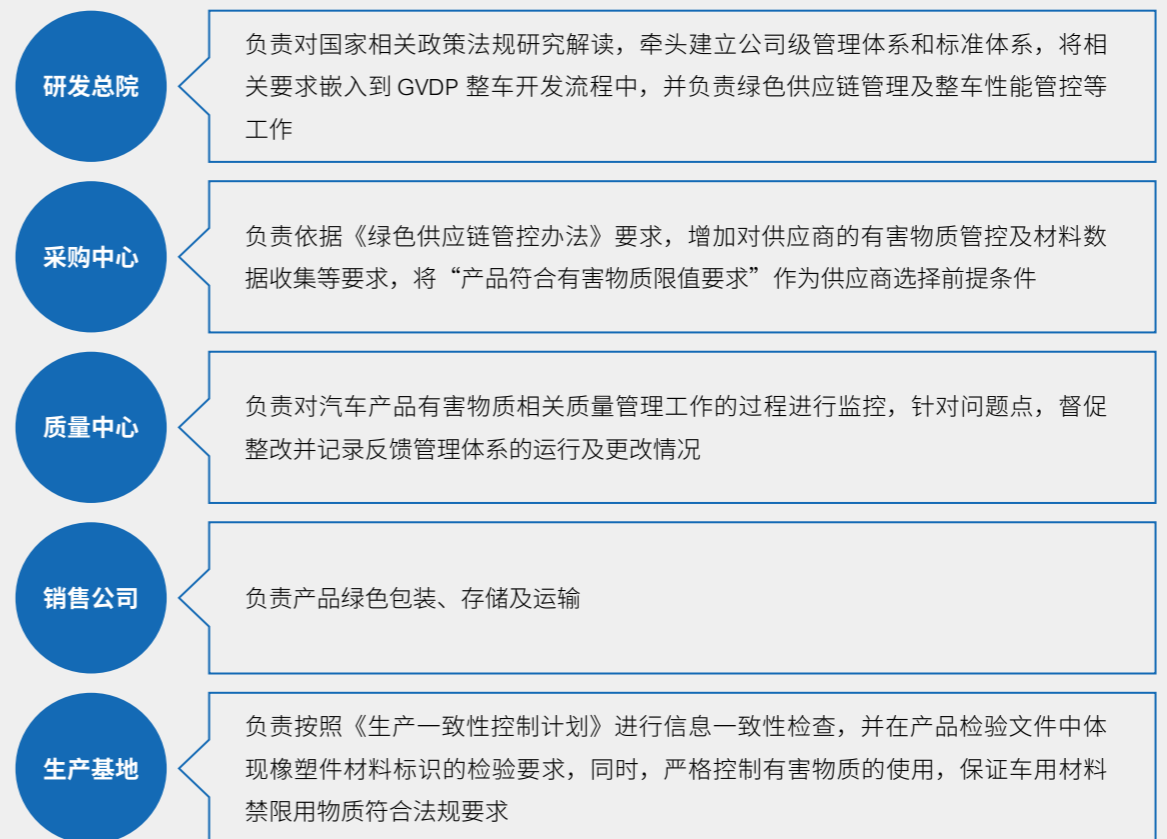 研发总院
负责对国家相关政策法规研究解读，牵头建立公司级管理体系和标准体系，将相
关要求嵌入到 GVDP 整车开发流程中，并负责绿色供应链管理及整车性能管控等
工作
采购中心
负责依据《绿色供应链管控办法》要求，增加对供应商的有害物质管控及材料数
据收集等要求，将“产品符合有害物质限值要求”作为供应商选择前提条件
质量中心
负责对汽车产品有害物质相关质量管理工作的过程进行监控，针对问题点，督促
整改并记录反馈管理体系的运行及更改情况
销售公司
负责产品绿色包装、存储及运输
生产基地
负责按照《生产一致性控制计划》进行信息一致性检查，并在产品检验文件中体
现橡塑件材料标识的检验要求，同时，严格控制有害物质的使用，保证车用材料
禁限用物质符合法规要求